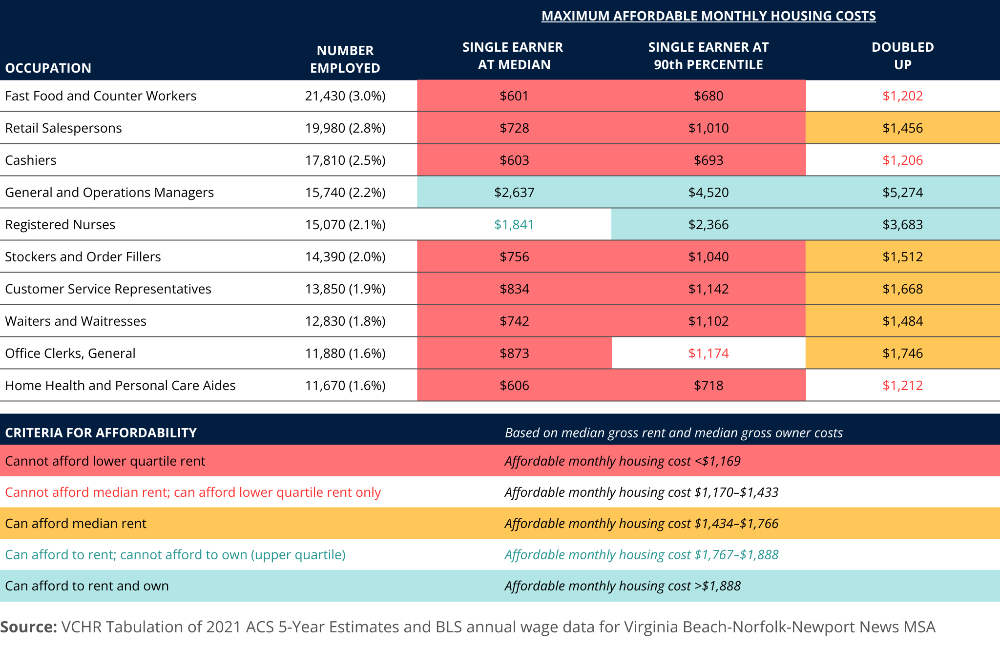 MAXIMUM AFFORDABLE MONTHLY HOUSING COSTS
OCCUPATION NUMBER EMPLOYED SINGLE EARNER AT MEDIAN SINGLE EARNER AT 90th PERCENTILE DOUBLED UP
Fast Food and Counter Workers 21,430 (3.0%) $601 $680 $1,202
Retail Salespersons 19,980 (2.8%) $728 $1,010 $1,456
Cashiers 17,810 (2.5%) $603 $693 $1,206
General and Operations Managers 15,740 (2.2%) $2,637 $4,520 $5,274
Registered Nurses 15,070 (2.1%) $1,841 $2,366 $3,683
Stockers and Order Fillers 14,390 (2.0%) $756 $1,040 $1,512
Customer Service Representatives 13,850 (1.9%) $834 $1,142 $1,668
Waiters and Waitresses 12,830 (1.8%) $742 $1,102 $1,484
Office Clerks, General 11,880 (1.6%) $873 $1,174 $1,746
Home Health and Personal Care Aides 11,670 (1.6%) $606 $718 $1,212
CRITERIA FOR AFFORDABILITY Based on median gross rent and median gross owner costs
Cannot afford lower quartile rent Affordable monthly housing cost <$1,169
Cannot afford median rent; can afford lower quartile rent only Affordable monthly housing cost $1,170–$1,433
Can afford median rent Affordable monthly housing cost $1,434–$1,766
Can afford to rent; cannot afford to own (upper quartile) Affordable monthly housing cost $1,767–$1,888
Can afford to rent and own Affordable monthly housing cost >$1,888
Source: VCHR Tabulation of 2021 ACS 5-Year Estimates and BLS annual wage data for Virginia Beach-Norfolk-Newport News MSA